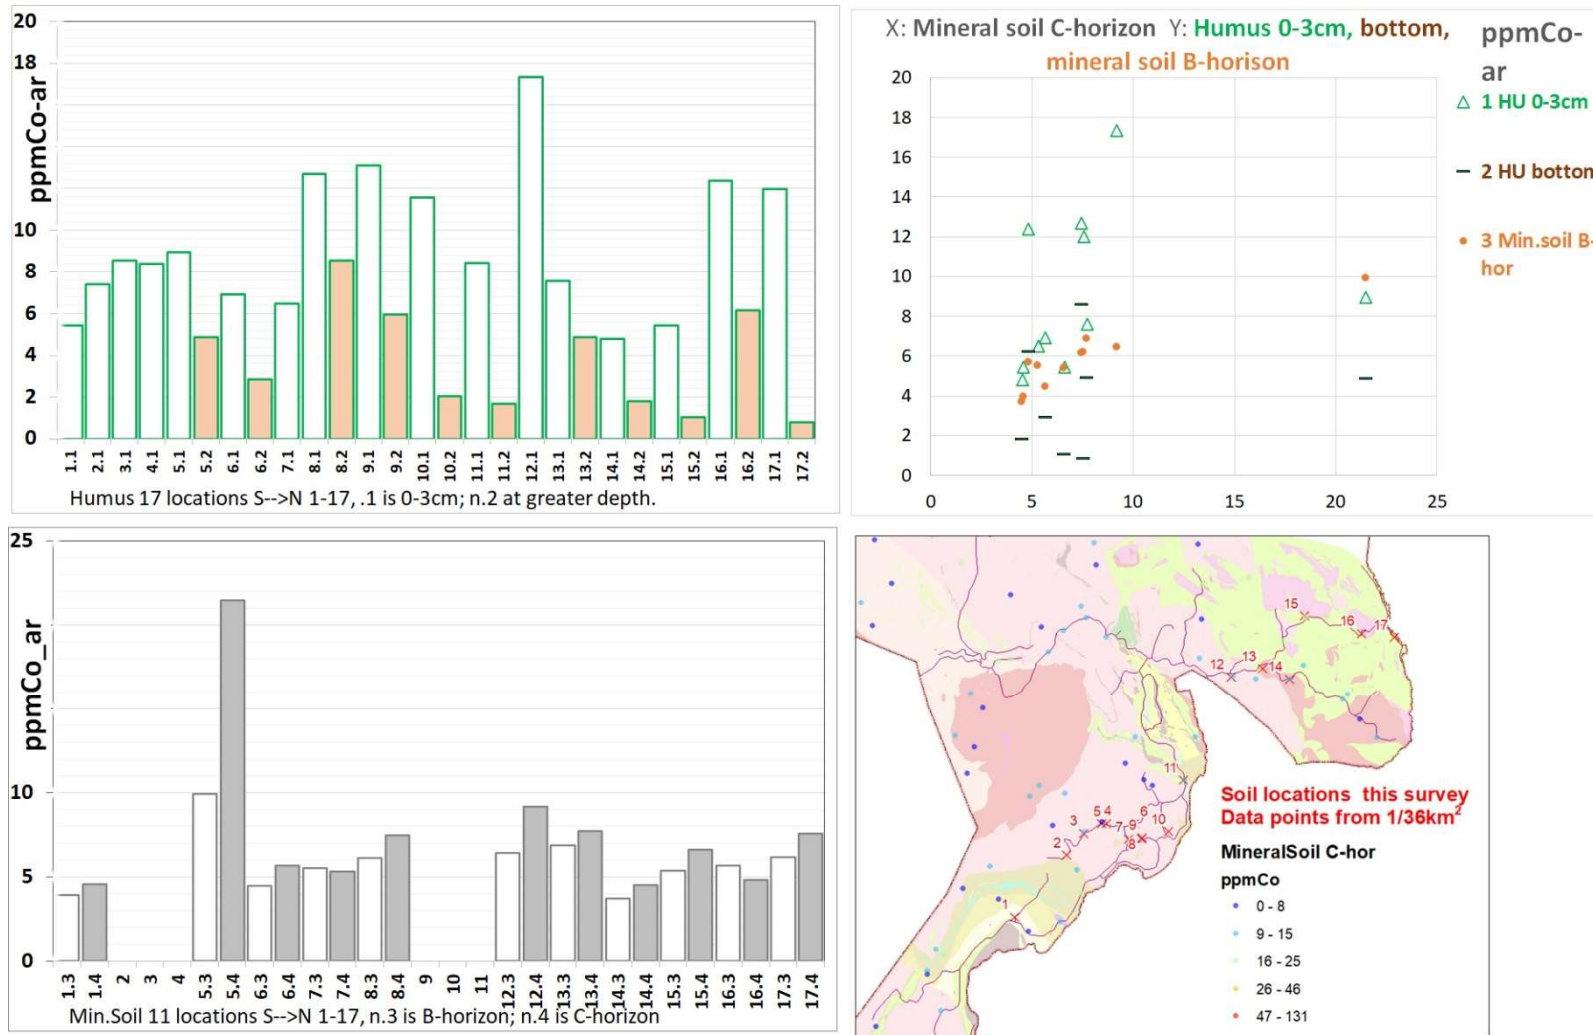 20
18
10
8
6
4
2
0
ppmCo-ar
1.1 2.1 3.1 4.1 5.1 5.2 6.1 6.2 7.1 8.1 8.2 9.1 9.2 10.1 10.2 11.1 11.2 12.1 13.1 13.2 14.1 14.2 15.1 15.2 16.1 16.2 17.1 17.2
Humus 17 locations S-->N 1-17, .1 is 0-3cm; n.2 at greater depth.
X: Mineral soil C-horizon Y: Humus 0-3cm, bottom,
mineral soil B-horison
ppmCo-
ar
20
18
16
14
12
10
8
6
4
2
0
0 5 10 15 20 25
1 HU 0-3cm
2 HU bottom
3 Min.soil B-
hor
25
10
5
0
ppmCo_ar
1.3 1.4 2 3 4 5.3 5.4 6.3 6.4 7.3 7.4 8.3 8.4 9 10 11 12.3 12.4 13.3 13.4 14.3 14.4 15.3 15.4 16.3 16.4 17.3 17.4
Min.Soil 11 locations S-->N 1-17, n.3 is B-horizon; n.4 is C-horizon
15
16 17
13
12 14
11
5 4 6
3 7 9 10
2 8
1
Soil locations this survey
Data points from 1/36km²
MineralSoil C-hor
ppmCo
0 - 8
9 - 15
16 - 25
26 - 46
47 - 131